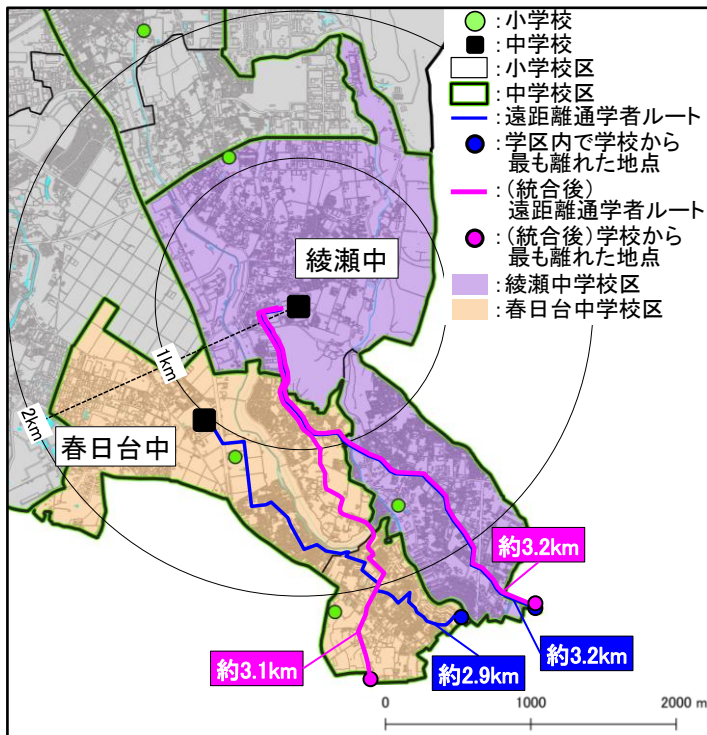 ：小学校
：中学校
：小学校区
：中学校区
：遠距離通学者ルート
：学区内で学校から
最も離れた地点
：(統合後)
遠距離通学者ルート
：(統合後)学校から
最も離れた地点
：綾瀬中学校区
：春日台中学校区
綾瀬中
1km
2km
春日台中
約3.2km
約3.2km
約3.1km
約2.9km
0 1000 2000 m